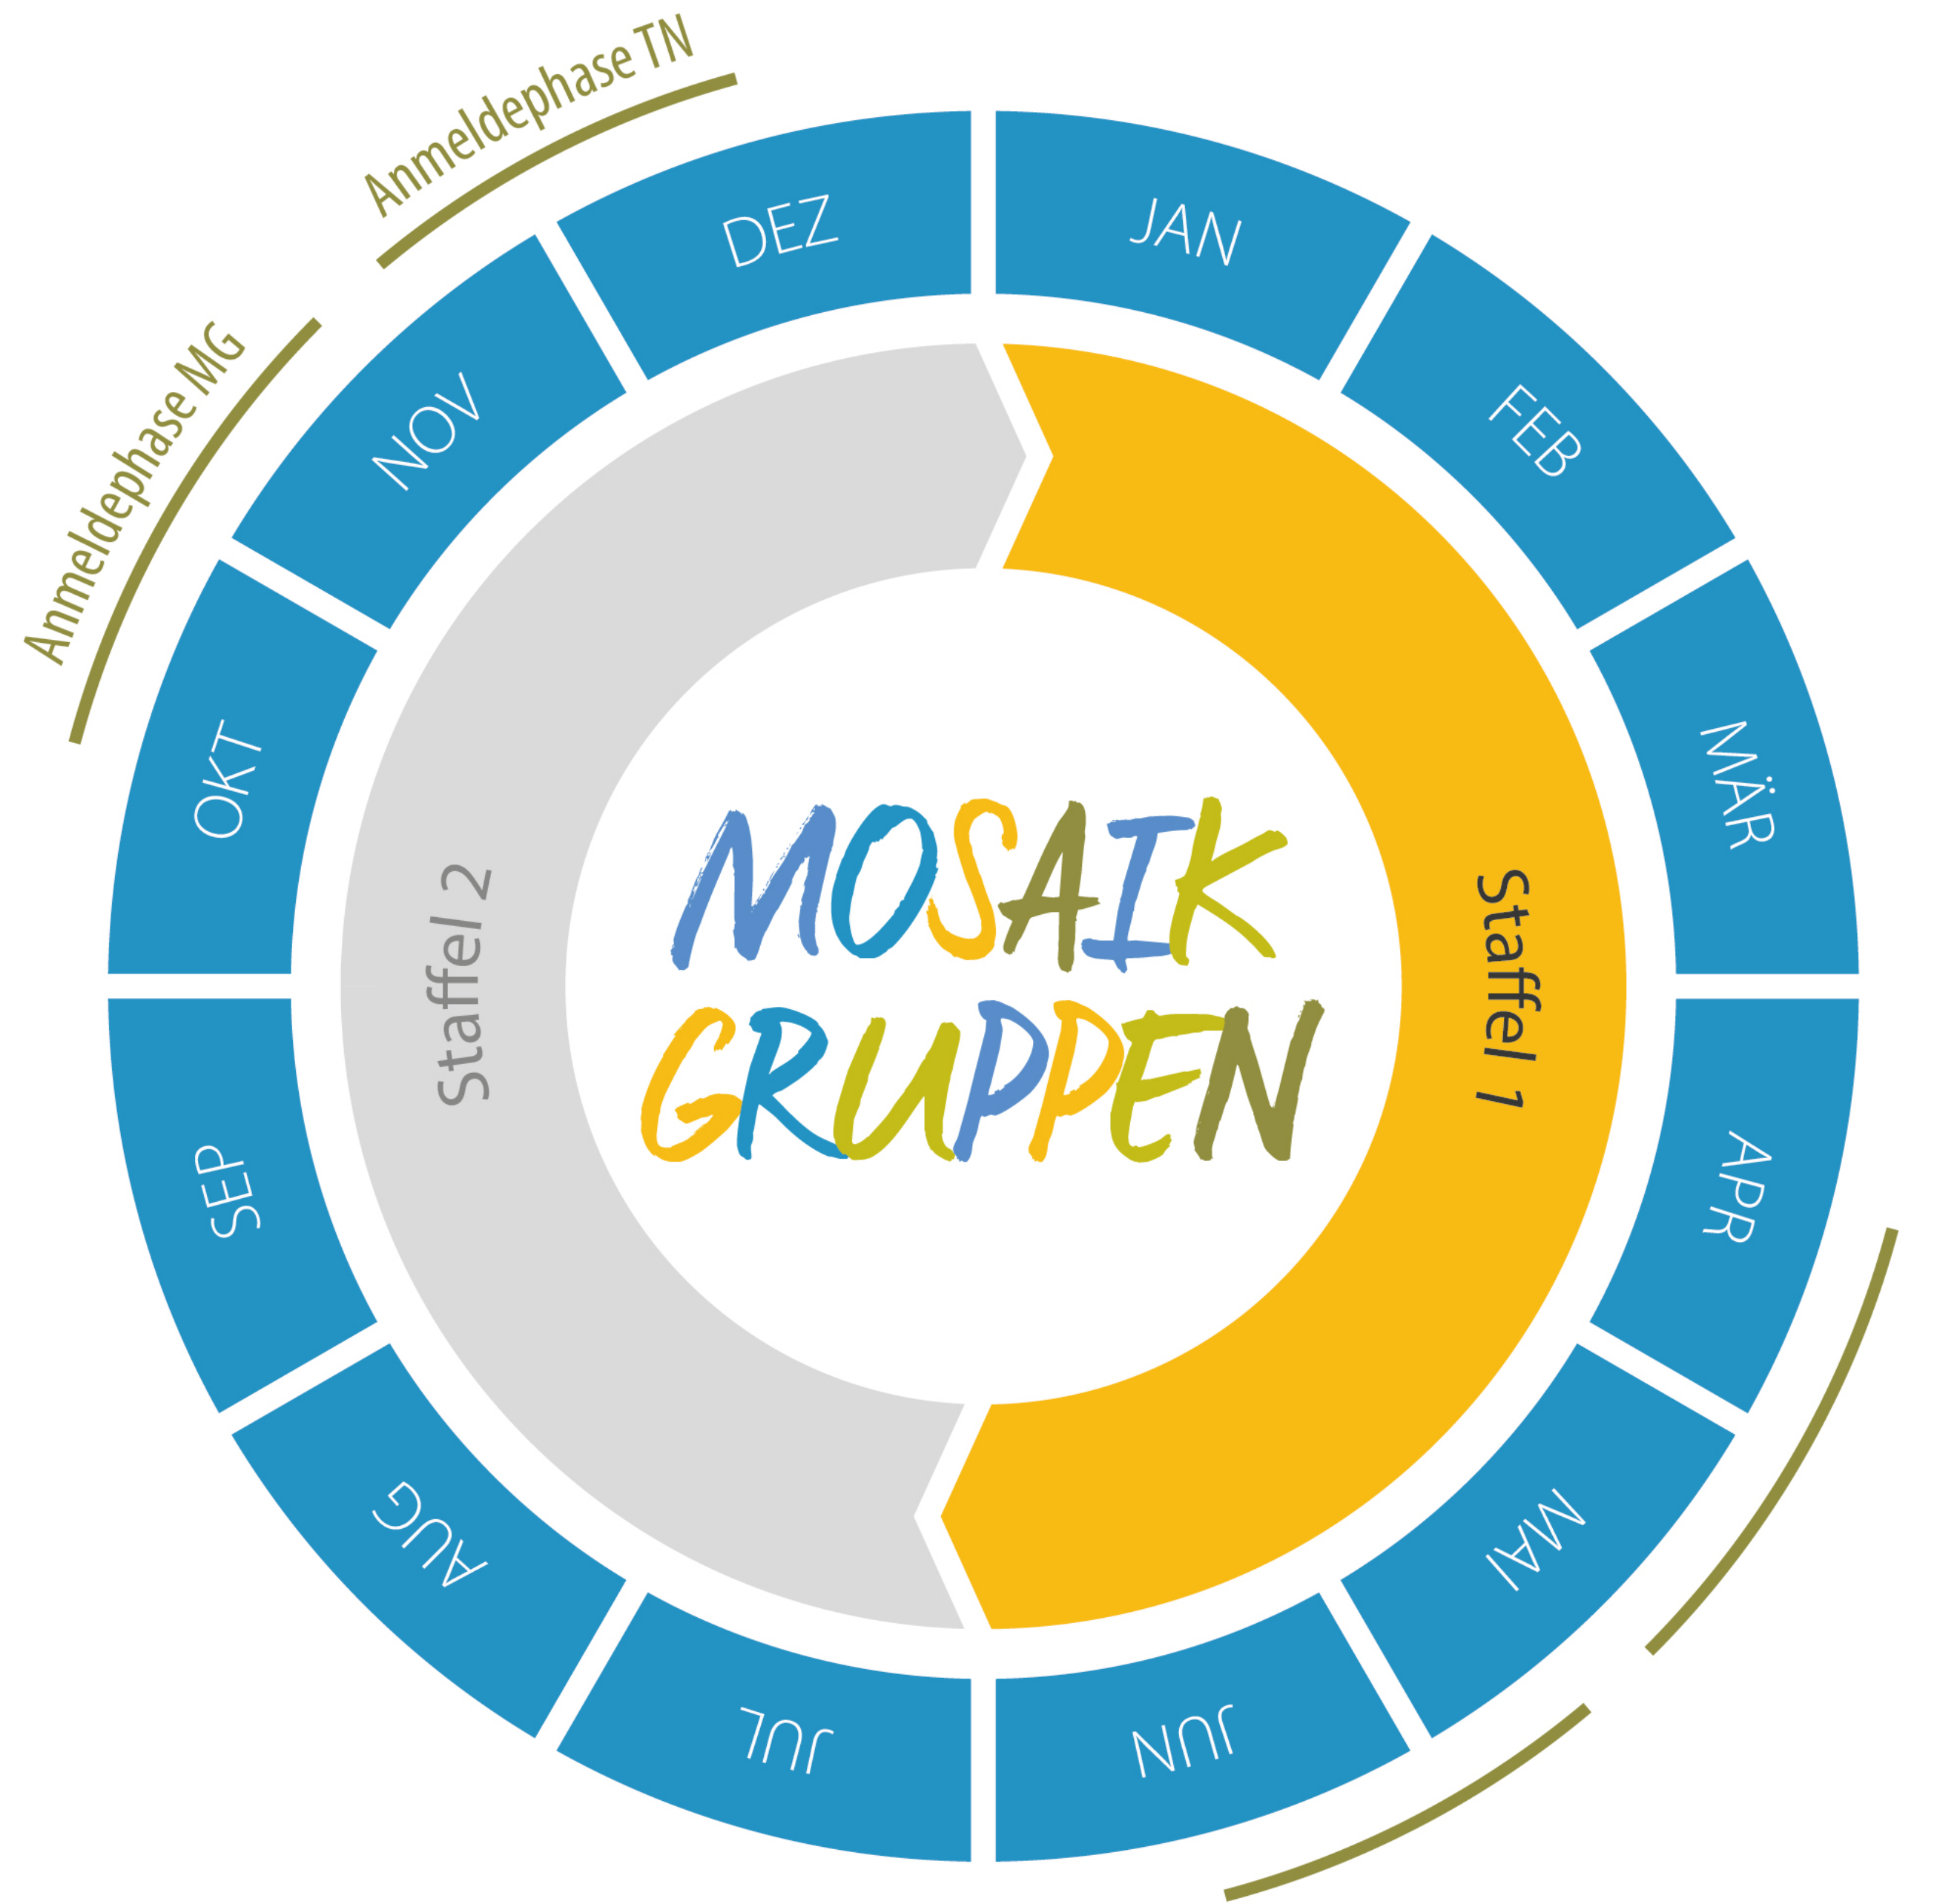 Anmeldephase TN
Anmeldephase MG
JAN
FEB
MÄR
APR
MAI
JUN
JUL
AUG
SEP
OKT
NOV
DEZ
Staffel 1
Staffel 2
MOSAIK
GRUPPEN